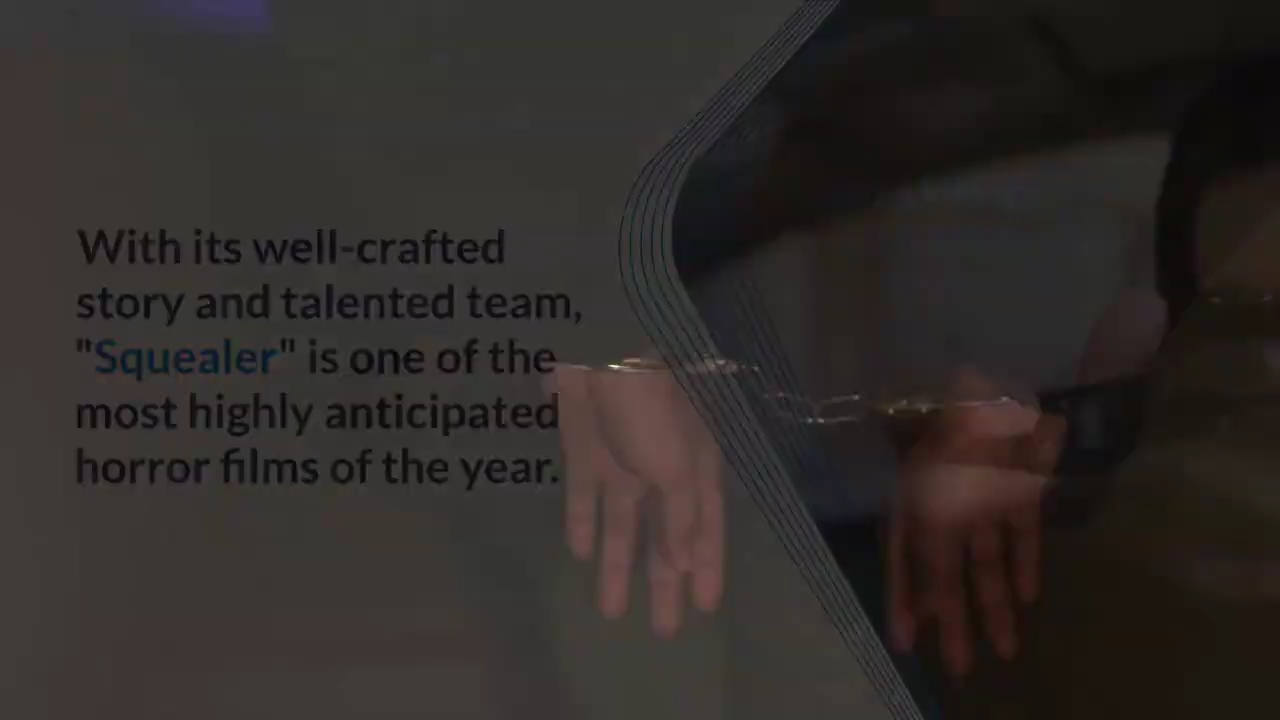 With its well-crafted
story and talented team,
"Squealer" is one of the
most highly anticipated
horror films of the year.